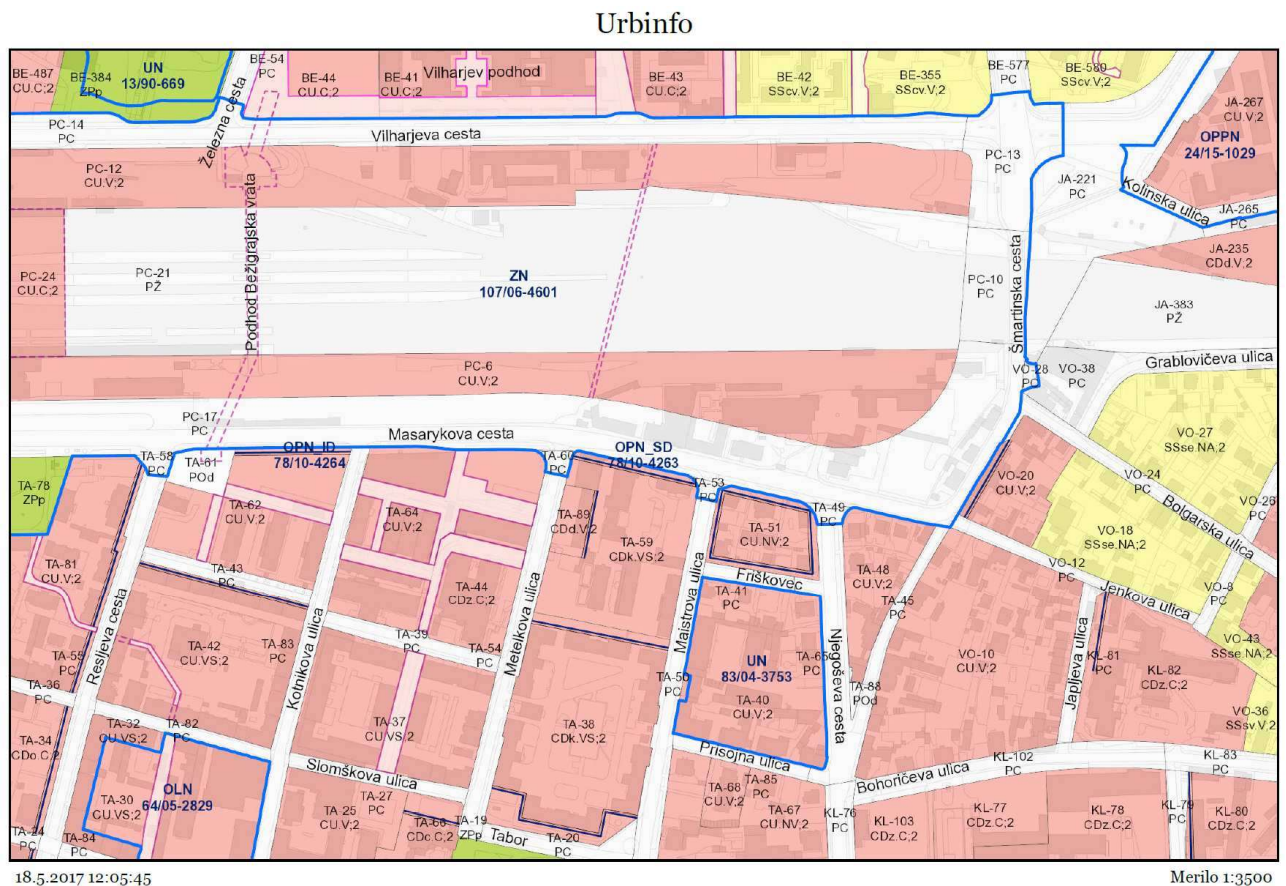 Urbinfo
BE-487
CU.C;2
BE-384
ZPp
UN
13/90-669
BE-54
PC
BE-44
CU.C;2
BE-41
CU.C;2
Vilharjev podhod
BE-43
CU.C;2
BE-42
SScv.V;2
BE-355
SScv.V;2
BE-577
PC
BE-580
SScv.V;2
JA-267
CU.V;2
OPPN
24/15-1029
PC-14
PC
Železna cesta
Vilharjeva cesta
PC-12
CU.V;2
PC-13
PC
JA-221
PC
Kolinska ulica
JA-265
PC
JA-235
CDd.V;2
PC-24
CU.C;2
PC-21
PŽ
Podhod Bežigrajska vrata
ZN
107/06-4601
PC-10
PC
Šmartinska cesta
JA-383
PŽ
Grablovičeva ulica
PC-6
CU.V;2
VO-28
PC
VO-38
PC
PC-17
PC
Masarykova cesta
OPN_ID
78/10-4264
OPN_SD
78/10-4263
TA-58
PC
TA-61
POd
TA-60
PC
TA-53
PC
TA-49
PC
VO-27
SSse.NA;2
VO-20
CU.V;2
VO-24
PC
VO-26
PC
Bolgarska ulica
TA-78
ZPp
TA-62
CU.V;2
TA-64
CU.V;2
TA-89
CDd.V;2
TA-59
CDk.VS;2
TA-51
CU.NV;2
VO-18
SSse.NA;2
VO-12
PC
Jenkova ulica
VO-8
PC
TA-81
CU.V;2
TA-43
PC
TA-44
CDz.C;2
Friškovec
TA-41
PC
TA-48
CU.V;2
TA-45
PC
Resljeva cesta
Kotnikova ulica
Metelkova ulica
Maistrova ulica
Njegoševa cesta
Japljeva ulica
TA-55
PC
TA-42
CU.VS;2
TA-83
PC
TA-39
PC
TA-54
PC
TA-50
PC
UN
83/04-3753
TA-65
PC
TA-40
CU.V;2
TA-88
POd
VO-10
CU.V;2
KL-81
PC
KL-82
CDz.C;2
VO-43
SSse.NA;2
VO-36
SSsv.V;2
TA-36
PC
TA-32
CU.VS;2
TA-82
PC
TA-37
CU.VS;2
TA-38
CDk.VS;2
TA-34
CDo.C;2
Slomškova ulica
Prisojna ulica
Bohoričeva ulica
KL-102
PC
KL-83
PC
TA-30
CU.VS;2
OLN
64/05-2829
TA-25
CU.V;2
TA-27
PC
TA-66
CDc.C;2
TA-19
ZPp
Tabor
TA-20
PC
TA-68
CU.V;2
TA-85
PC
TA-67
CU.NV;2
KL-76
PC
KL-103
CDz.C;2
KL-77
CDz.C;2
KL-78
CDz.C;2
KL-79
PC
KL-80
CDz.C;2
TA-24
PC
TA-84
PC
18.5.2017 12:05:45
Merilo 1:3500